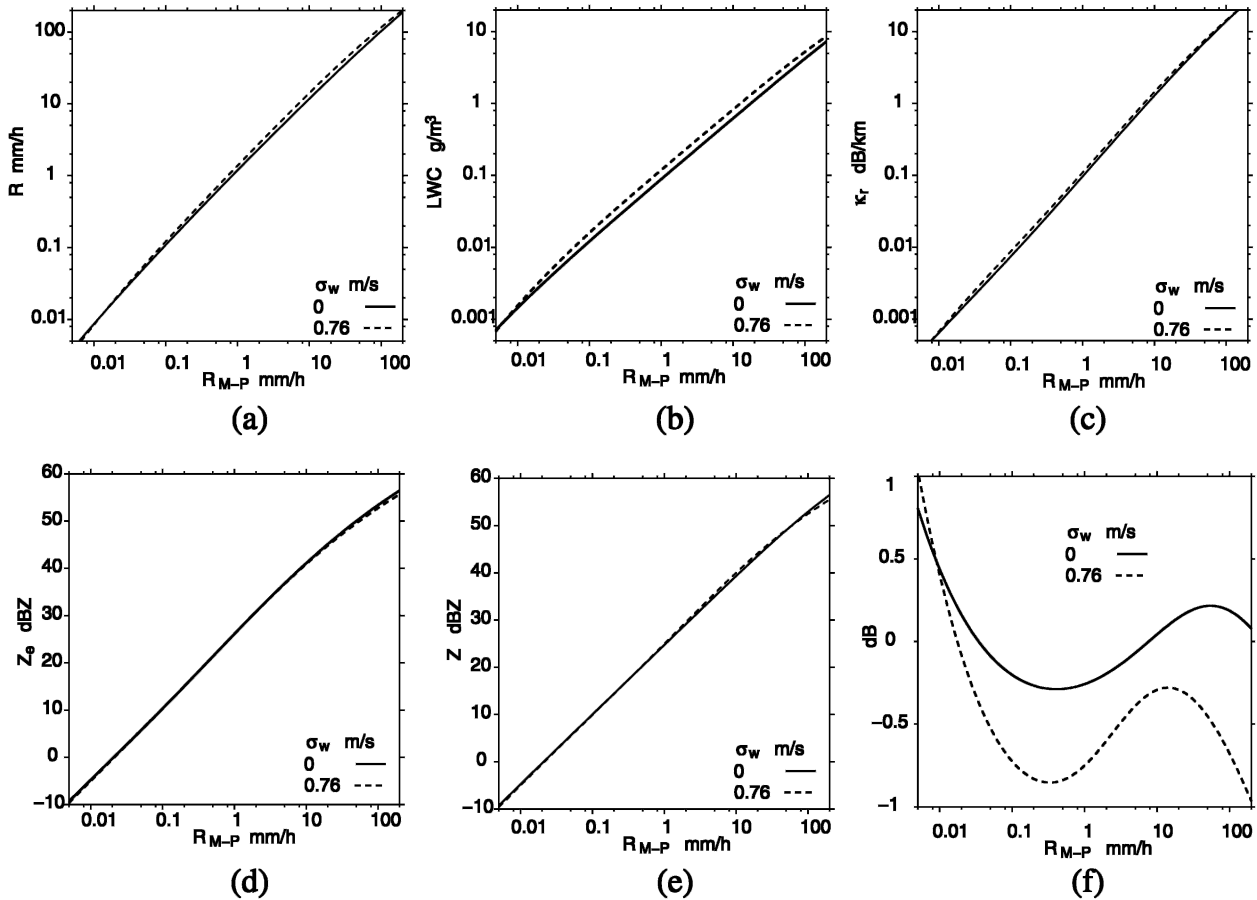 100
10
1
0.1
0.01
R mm/h
σw m/s
0
0.76
0.01 0.1 1 10 100
R M–P mm/h
(a)
10
1
0.1
0.01
0.001
LWC g/m³
σw m/s
0
0.76
0.01 0.1 1 10 100
R M–P mm/h
(b)
10
1
0.1
0.01
0.001
κr dB/km
σw m/s
0
0.76
0.01 0.1 1 10 100
R M–P mm/h
(c)
60
50
40
30
20
10
0
–10
Ze dBZ
σw m/s
0
0.76
0.01 0.1 1 10 100
R M–P mm/h
(d)
60
50
40
30
20
10
0
–10
Z dBZ
σw m/s
0
0.76
0.01 0.1 1 10 100
R M–P mm/h
(e)
1
0.5
0
–0.5
–1
dB
σw m/s
0
0.76
0.01 0.1 1 10 100
R M–P mm/h
(f)